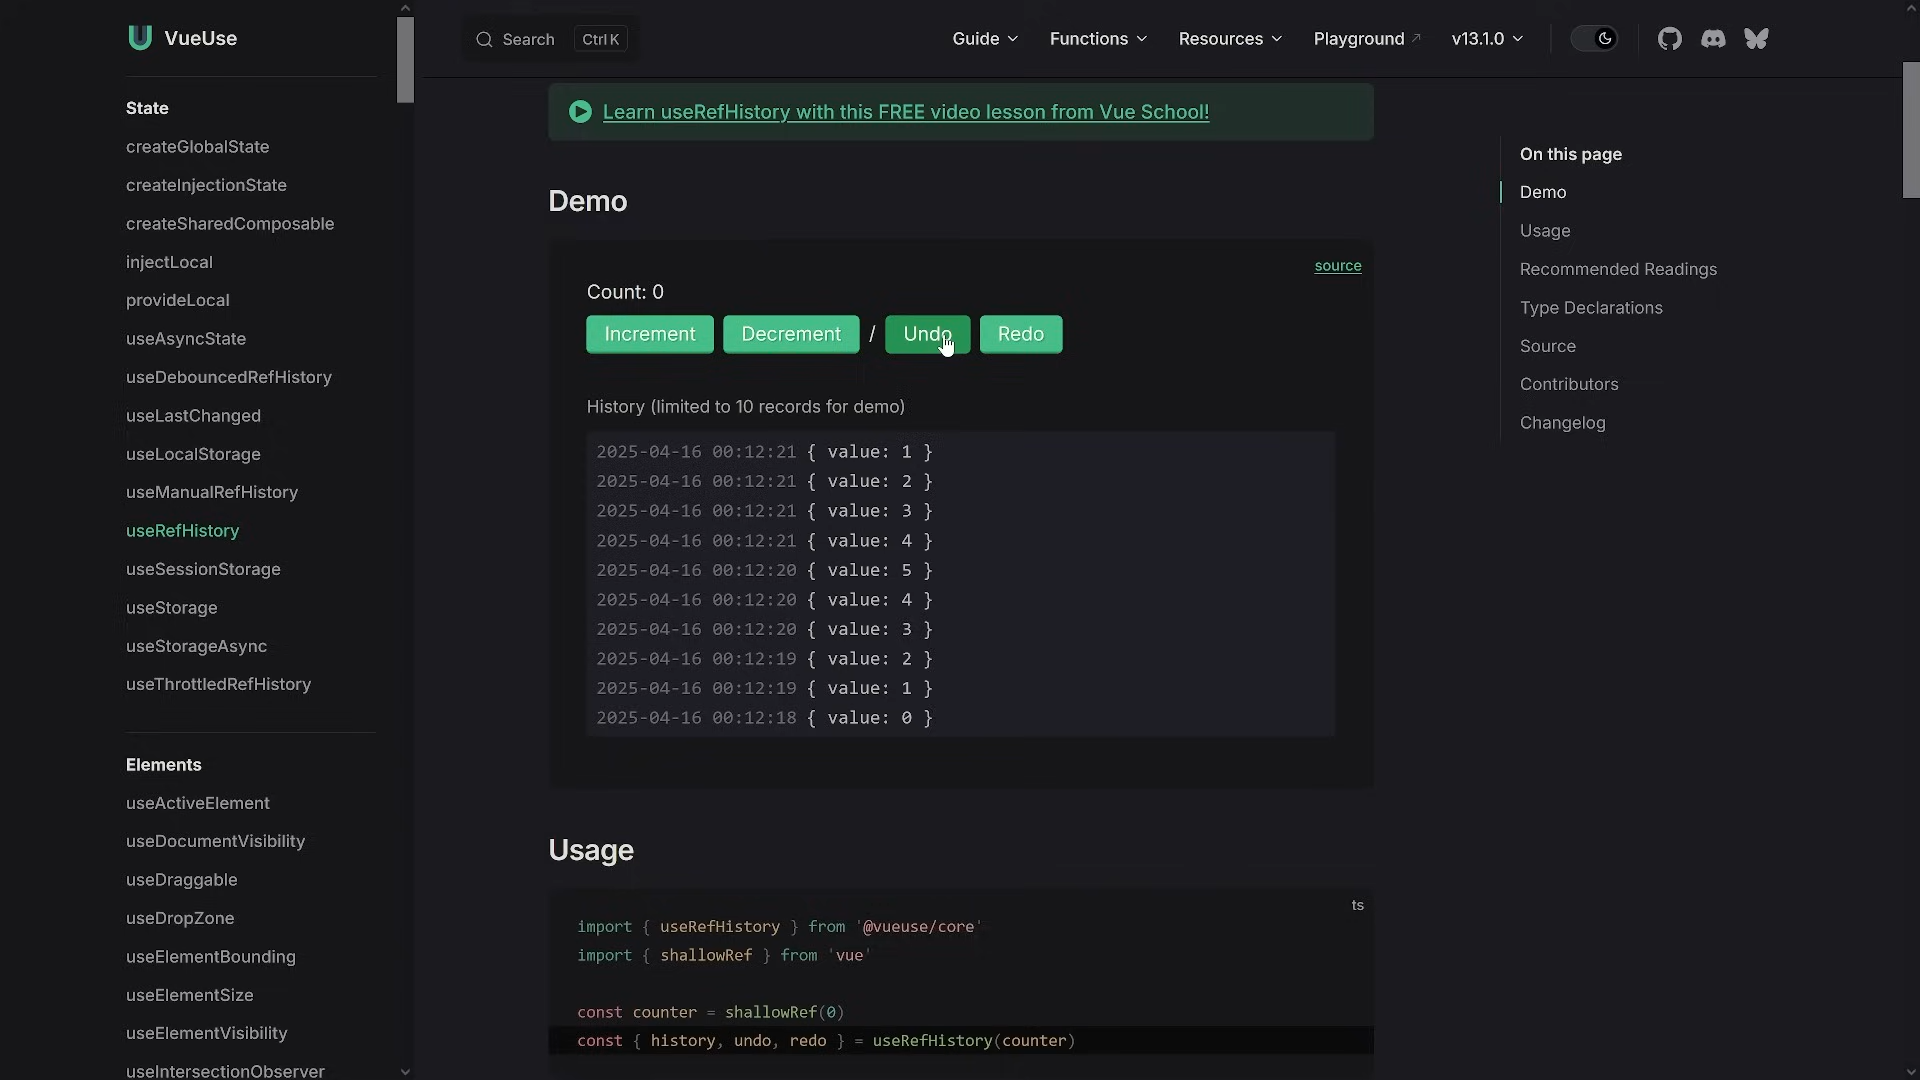 VueUse
Search
Ctrl K
Guide
Functions
Resources
Playground
v13.1.0
State
createGlobalState
createInjectionState
createSharedComposable
injectLocal
provideLocal
useAsyncState
useDebouncedRefHistory
useLastChanged
useLocalStorage
useManualRefHistory
useRefHistory
useSessionStorage
useStorage
useStorageAsync
useThrottledRefHistory
Elements
useActiveElement
useDocumentVisibility
useDraggable
useDropZone
useElementBounding
useElementSize
useElementVisibility
useIntersectionObserver
Learn useRefHistory with this FREE video lesson from Vue School!
Demo
source
Count: 0
Increment
Decrement
/
Undo
Redo
History (limited to 10 records for demo)
2025-04-16 00:12:21 { value: 1 }
2025-04-16 00:12:21 { value: 2 }
2025-04-16 00:12:21 { value: 3 }
2025-04-16 00:12:21 { value: 4 }
2025-04-16 00:12:20 { value: 5 }
2025-04-16 00:12:20 { value: 4 }
2025-04-16 00:12:20 { value: 3 }
2025-04-16 00:12:19 { value: 2 }
2025-04-16 00:12:19 { value: 1 }
2025-04-16 00:12:18 { value: 0 }
Usage
ts
import { useRefHistory } from '@vueuse/core'
import { shallowRef } from 'vue'
const counter = shallowRef(0)
const { history, undo, redo } = useRefHistory(counter)
On this page
Demo
Usage
Recommended Readings
Type Declarations
Source
Contributors
Changelog